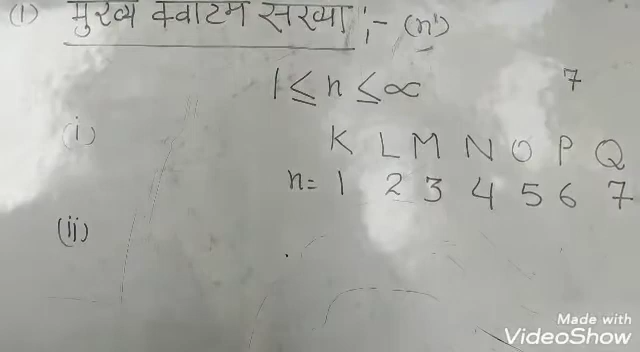 (1) मुख्य क्वाटम सख्या :- (n')
1 ≤ n ≤ ∞ 7
(i) K L M N O P Q
n= 1 2 3 4 5 6 7
(ii)
Made with
VideoShow